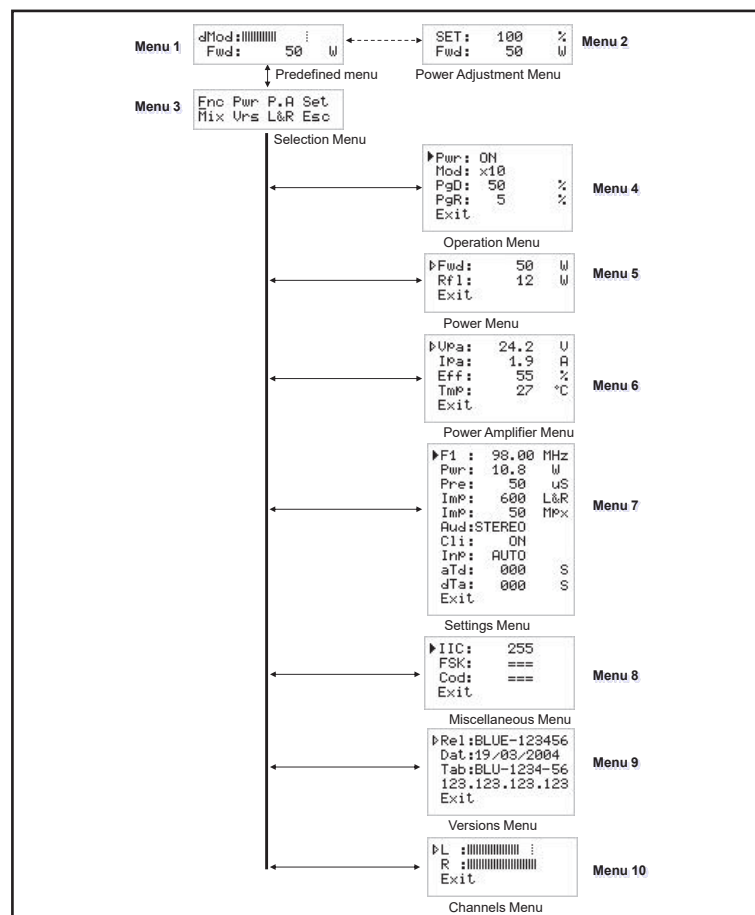 Menu 1
dMod:
Fwd: 50 W
SET: 100 %
Fwd: 50 W
Menu 2
Predefined menu
Power Adjustment Menu
Menu 3
Fnc Pwr P.A Set
Mix Vrs L&R Esc
Selection Menu
Pwr: ON
Mod: x10
PgD: 50 %
PgR: 5 %
Exit
Menu 4
Operation Menu
Fwd: 50 W
Rfl: 12 W
Exit
Menu 5
Power Menu
VPa: 24.2 V
IPa: 1.9 A
Eff: 55 %
TmP: 27 °C
Exit
Menu 6
Power Amplifier Menu
F1 : 98.00 MHz
Pwr: 10.8 W
Pre: 50 uS
ImP: 600 L&R
ImP: 50 MPx
Aud:STEREO
Cli: ON
InP: AUTO
aTd: 000 S
dTa: 000 S
Exit
Menu 7
Settings Menu
IIC: 255
FSK: ===
Cod: ===
Exit
Menu 8
Miscellaneous Menu
Rel:BLUE-123456
Dat:19/03/2004
Tab:BLU-1234-56
123.123.123.123
Exit
Menu 9
Versions Menu
L :
R :
Exit
Menu 10
Channels Menu